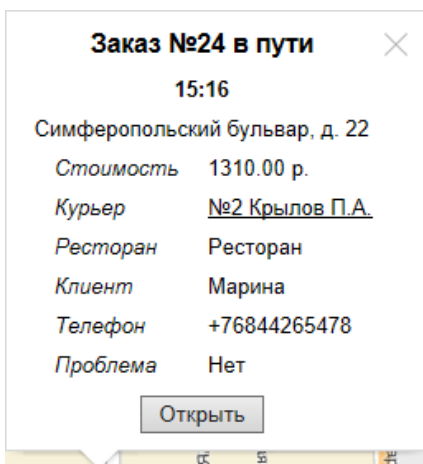 Заказ №24 в пути
15:16
Симферопольский бульвар, д. 22
Стоимость 1310.00 р.
Курьер №2 Крылов П.А.
Ресторан Ресторан
Клиент Марина
Телефон +76844265478
Проблема Нет
Открыть